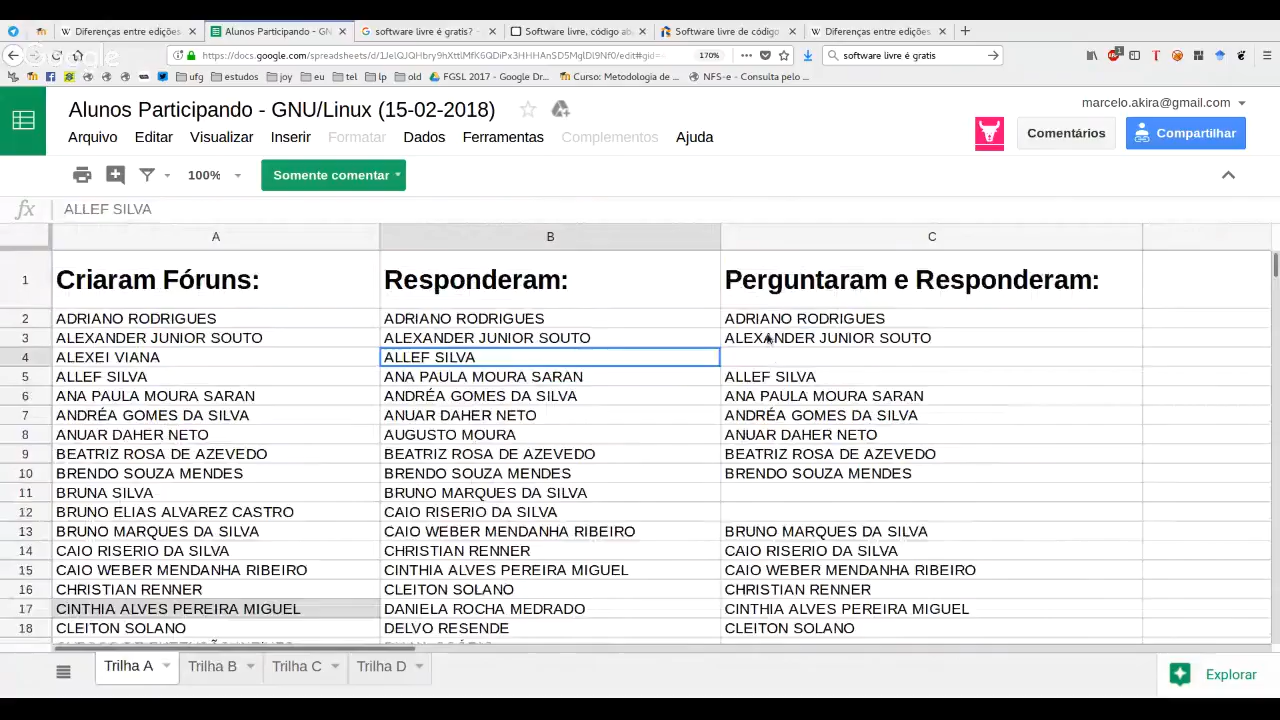 Diferenças entre edições
Alunos Participando - GN
software livre é gratis? -
Software livre, código ab
Software livre de código
Diferenças entre edições
https://docs.google.com/spreadsheets/d/
170%
software livre é gratis
ufg
estudos
joy
eu
tel
lp
old
FGSL 2017 - Google Dr...
Curso: Metodologia de ...
NFS-e - Consulta pelo ...
Alunos Participando - GNU/Linux (15-02-2018)
marcelo.akira@gmail.com
Arquivo Editar Visualizar Inserir Formatar Dados Ferramentas Complementos Ajuda
Comentários
Compartilhar
100%
Somente comentar
fx ALLEF SILVA
A B C
1 Criaram Fóruns: Responderam: Perguntaram e Responderam:
2 ADRIANO RODRIGUES ADRIANO RODRIGUES ADRIANO RODRIGUES
3 ALEXANDER JUNIOR SOUTO ALEXANDER JUNIOR SOUTO ALEXANDER JUNIOR SOUTO
4 ALEXEI VIANA ALLEF SILVA
5 ALLEF SILVA ANA PAULA MOURA SARAN ALLEF SILVA
6 ANA PAULA MOURA SARAN ANDRÉA GOMES DA SILVA ANA PAULA MOURA SARAN
7 ANDRÉA GOMES DA SILVA ANUAR DAHER NETO ANDRÉA GOMES DA SILVA
8 ANUAR DAHER NETO AUGUSTO MOURA ANUAR DAHER NETO
9 BEATRIZ ROSA DE AZEVEDO BEATRIZ ROSA DE AZEVEDO BEATRIZ ROSA DE AZEVEDO
10 BRENDO SOUZA MENDES BRENDO SOUZA MENDES BRENDO SOUZA MENDES
11 BRUNA SILVA BRUNO MARQUES DA SILVA
12 BRUNO ELIAS ALVAREZ CASTRO CAIO RISERIO DA SILVA
13 BRUNO MARQUES DA SILVA CAIO WEBER MENDANHA RIBEIRO BRUNO MARQUES DA SILVA
14 CAIO RISERIO DA SILVA CHRISTIAN RENNER CAIO RISERIO DA SILVA
15 CAIO WEBER MENDANHA RIBEIRO CINTHIA ALVES PEREIRA MIGUEL CAIO WEBER MENDANHA RIBEIRO
16 CHRISTIAN RENNER CLEITON SOLANO CHRISTIAN RENNER
17 CINTHIA ALVES PEREIRA MIGUEL DANIELA ROCHA MEDRADO CINTHIA ALVES PEREIRA MIGUEL
18 CLEITON SOLANO DELVO RESENDE CLEITON SOLANO
Trilha A Trilha B Trilha C Trilha D
Explorar